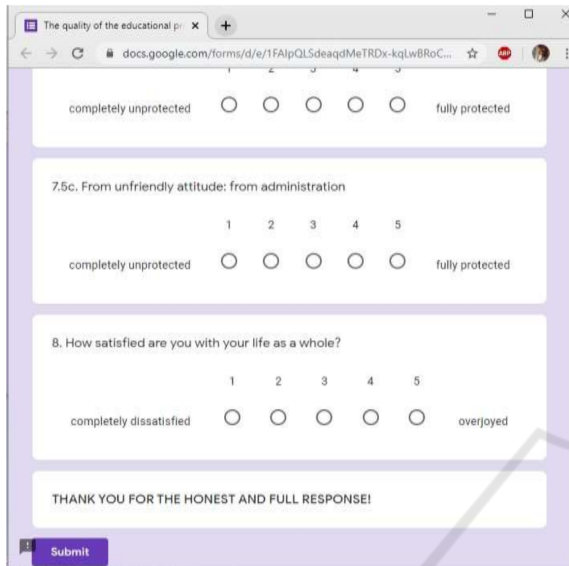 The quality of the educational pr
docs.google.com/forms/d/e/1FAIpQLSdeaqdMeTRDx-kqLwBRoC...
ABP
completely unprotected fully protected
7.5c. From unfriendly attitude: from administration
1 2 3 4 5
completely unprotected fully protected
8. How satisfied are you with your life as a whole?
1 2 3 4 5
completely dissatisfied overjoyed
THANK YOU FOR THE HONEST AND FULL RESPONSE!
Submit